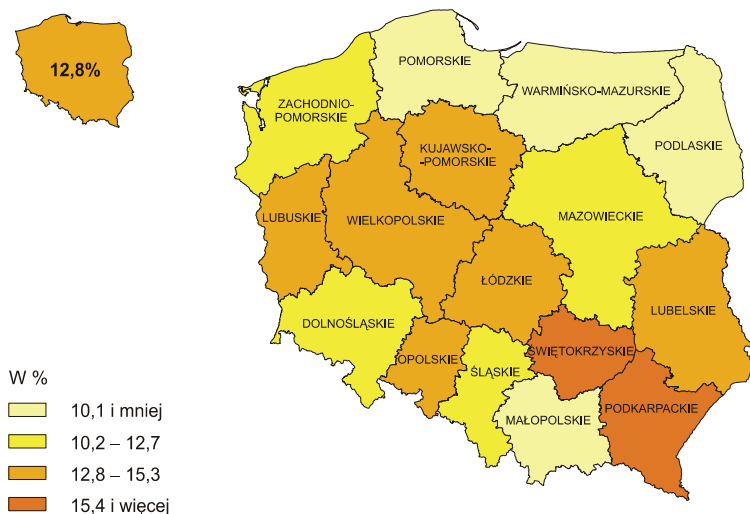 12,8%
POMORSKIE
WARMIŃSKO-MAZURSKIE
ZACHODNIO-
POMORSKIE
PODLASKIE
KUJAWSKO-
-POMORSKIE
LUBUSKIE
WIELKOPOLSKIE
MAZOWIECKIE
ŁÓDZKIE
LUBELSKIE
DOLNOŚLĄSKIE
OPOLSKIE
ŚWIĘTOKRZYSKIE
ŚLĄSKIE
PODKARPACKIE
MAŁOPOLSKIE
W %
10,1 i mniej
10,2 – 12,7
12,8 – 15,3
15,4 i więcej